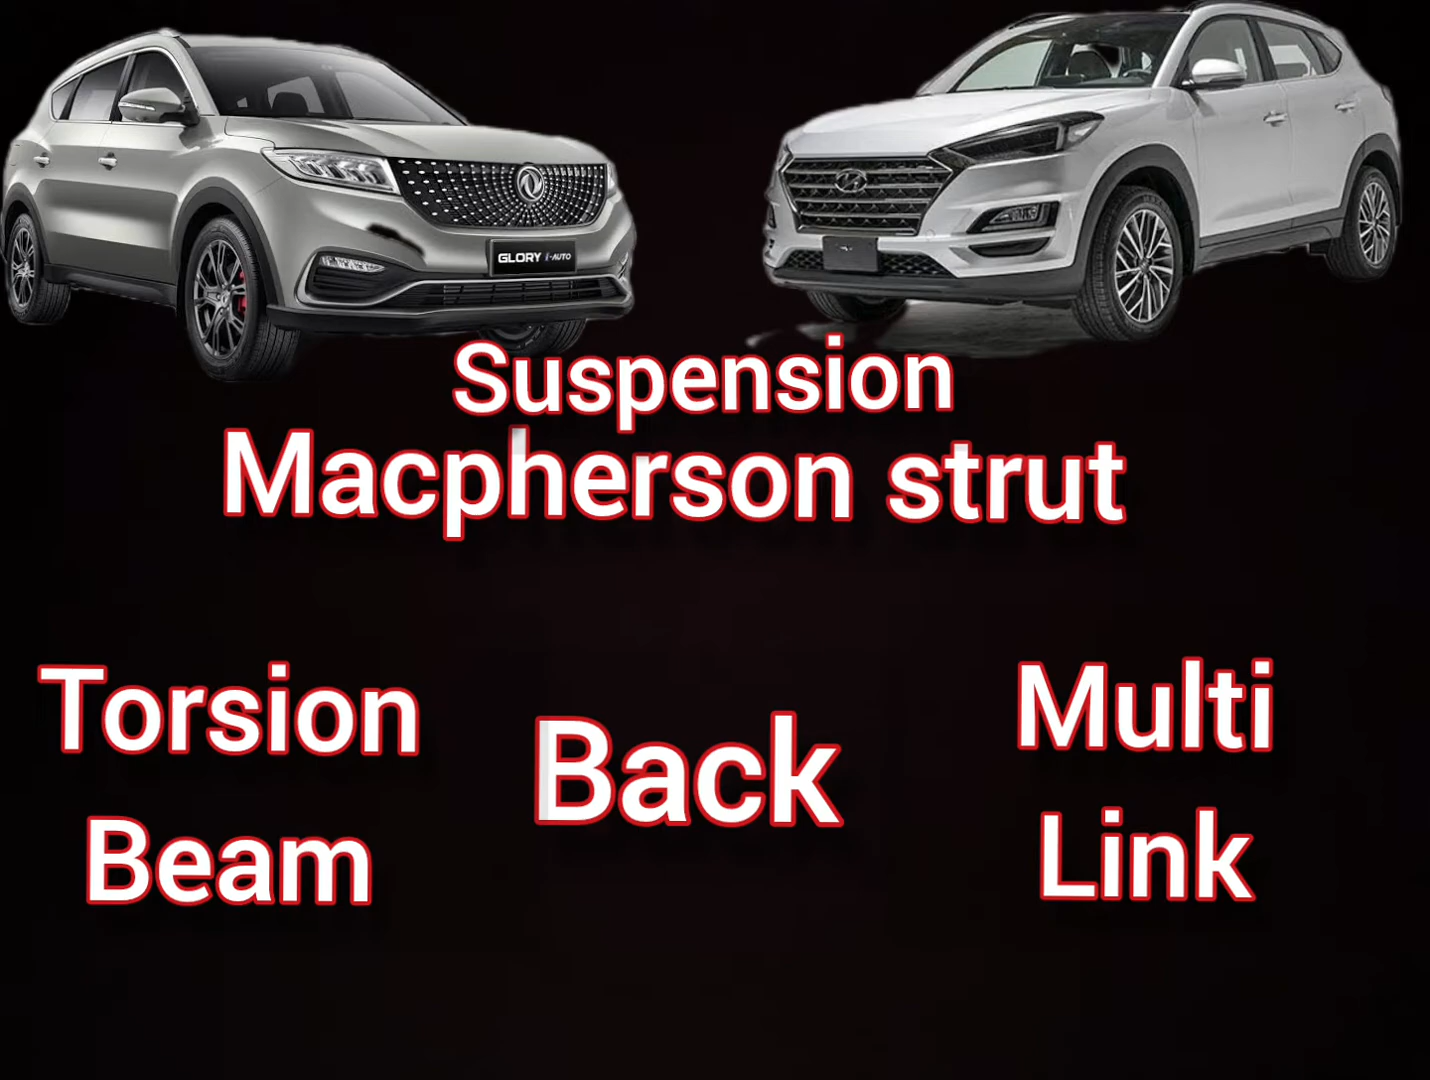 GLORY i-AUTO
Suspension
Macpherson strut
Torsion
Beam
Back
Multi
Link